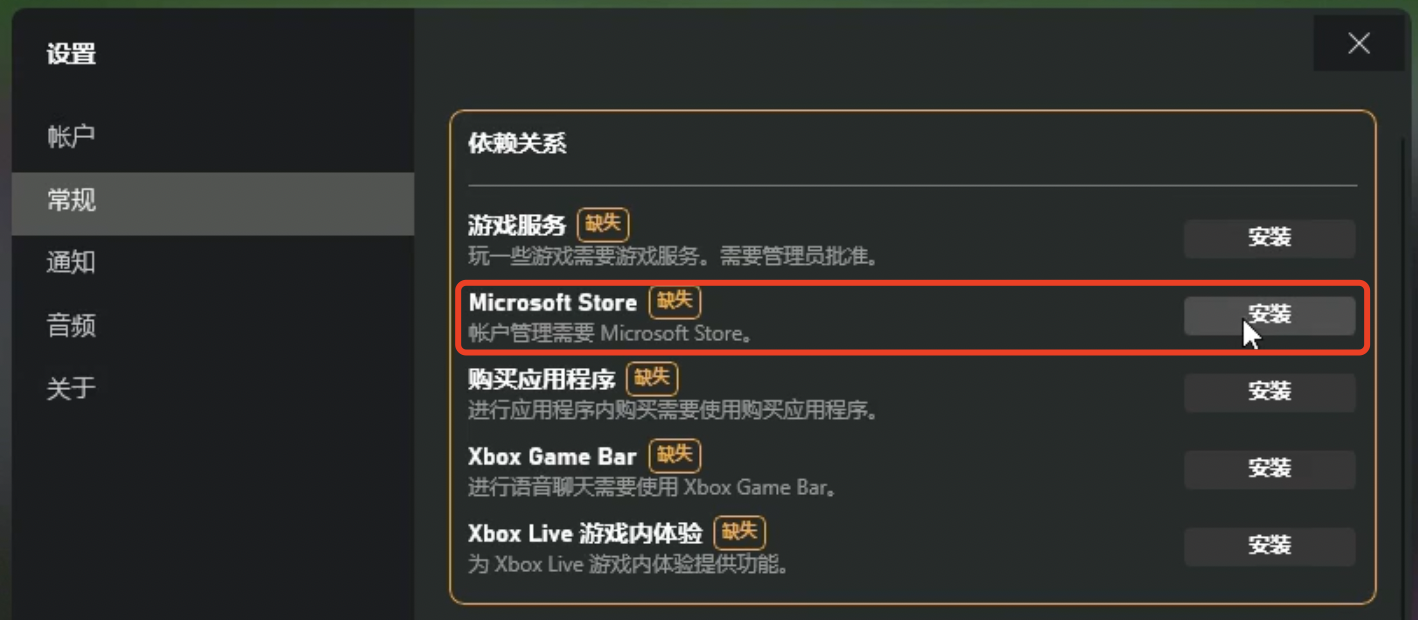 设置
帐户
常规
通知
音频
关于
依赖关系
游戏服务 缺失
玩一些游戏需要游戏服务。需要管理员批准。
安装
Microsoft Store 缺失
帐户管理需要 Microsoft Store。
安装
购买应用程序 缺失
进行应用程序内购买需要使用购买应用程序。
安装
Xbox Game Bar 缺失
进行语音聊天需要使用 Xbox Game Bar。
安装
Xbox Live 游戏内体验 缺失
为 Xbox Live 游戏内体验提供功能。
安装